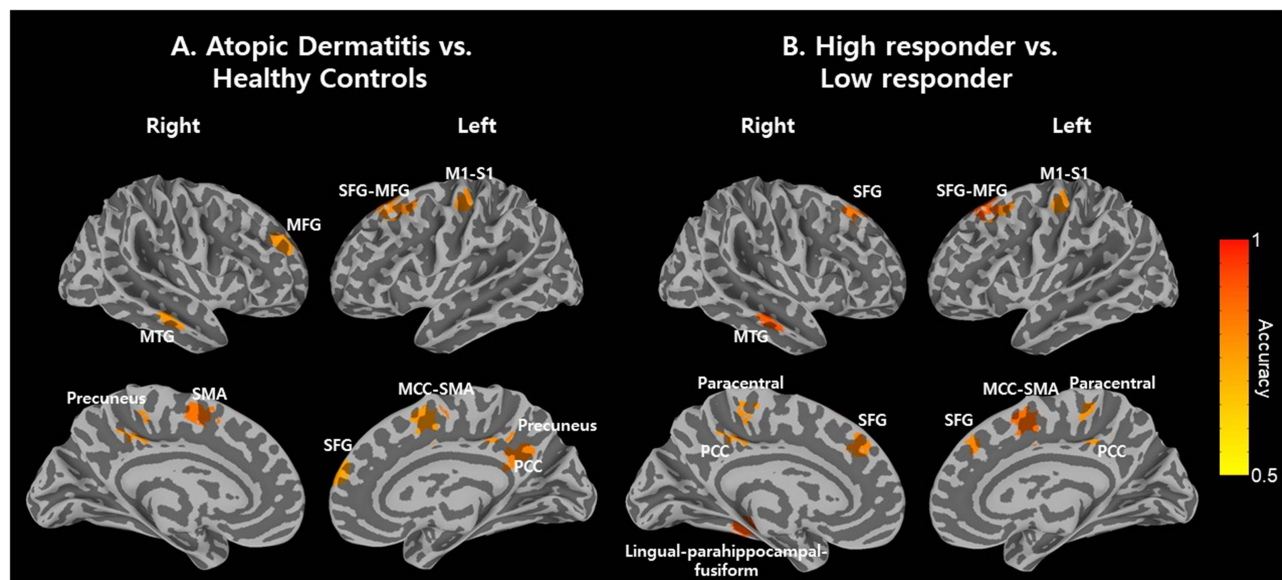 A. Atopic Dermatitis vs.
Healthy Controls
Right
Left
SFG-MFG
M1-S1
MFG
MTG
Precuneus
SMA
MCC-SMA
Precuneus
SFG
PCC
B. High responder vs.
Low responder
Right
Left
SFG
SFG-MFG
M1-S1
MTG
Paracentral
MCC-SMA
Paracentral
SFG
SFG
PCC
PCC
Lingual-parahippocampal-
fusiform
1
Accuracy
0.5